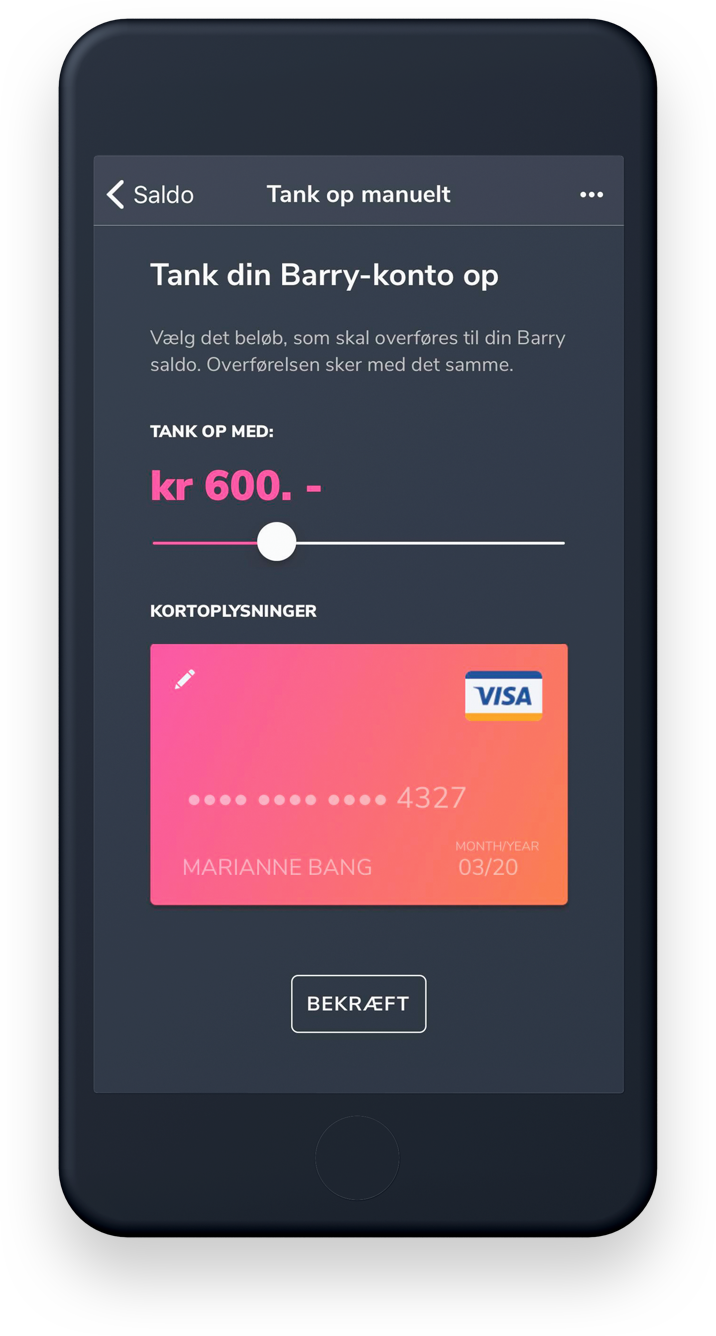 Saldo
Tank op manuelt
Tank din Barry-konto op
Vælg det beløb, som skal overføres til din Barry
saldo. Overførelsen sker med det samme.
TANK OP MED:
kr 600. -
KORTOPLYSNINGER
VISA
•••• •••• •••• 4327
MONTH/YEAR
MARIANNE BANG 03/20
BEKRÆFT